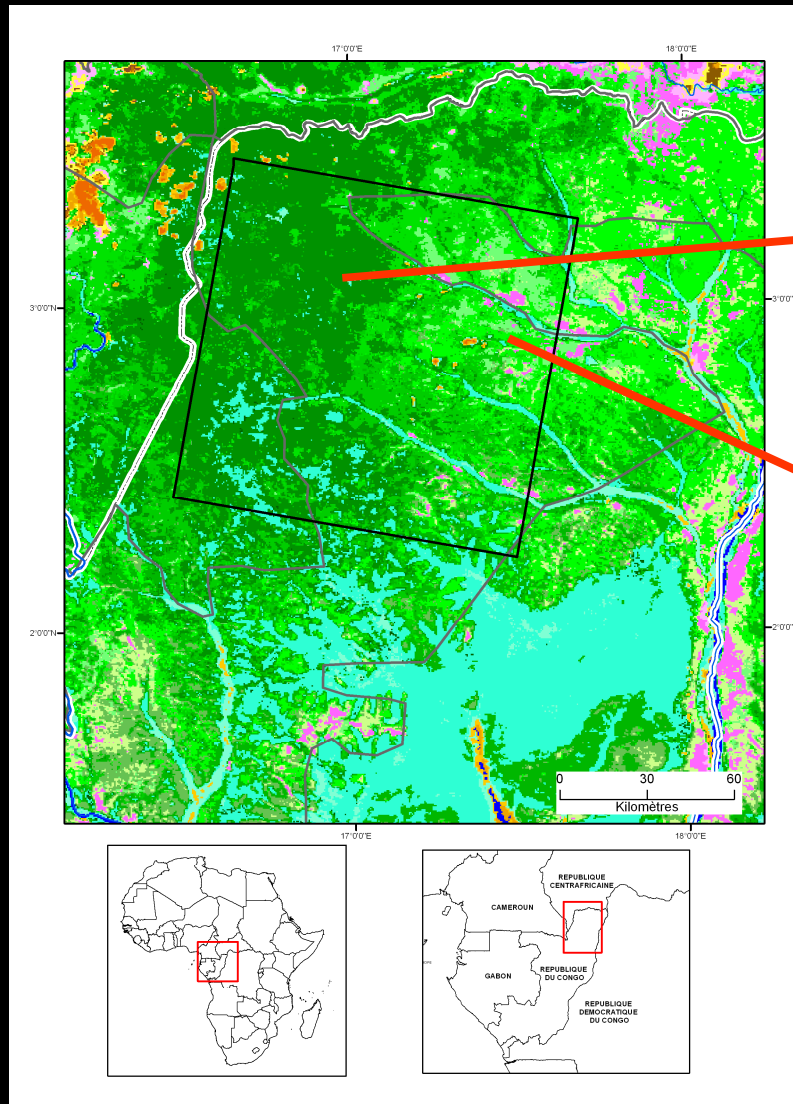 17°0'0"E
18°0'0"E
3°0'0"N
3°0'0"N
2°0'0"N
2°0'0"N
0 30 60
Kilomètres
17°0'0"E
18°0'0"E
REPUBLIQUE
CENTRAFRICAINE
CAMEROUN
GABON
REPUBLIQUE
DU CONGO
REPUBLIQUE
DEMOCRATIQUE
DU CONGO